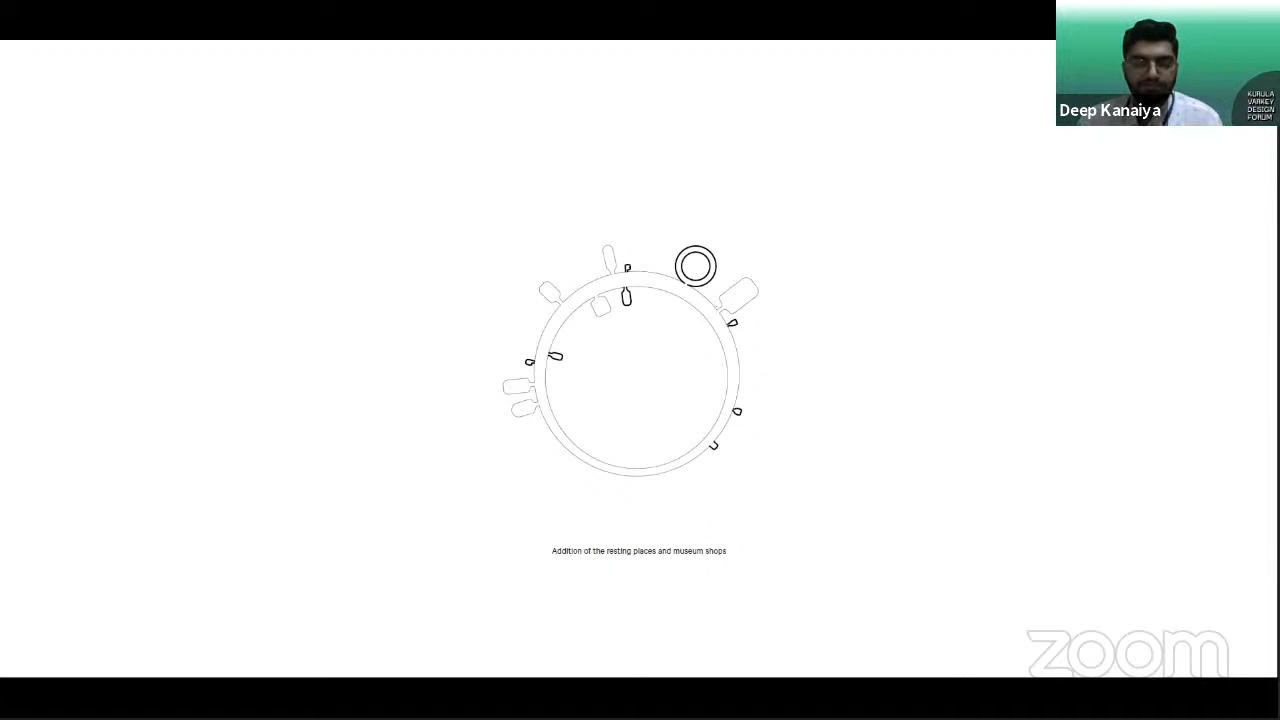 KURULA
VARKEY
DESIGN
FORUM
Deep Kanaiya
Addition of the resting places and museum shops
zoom